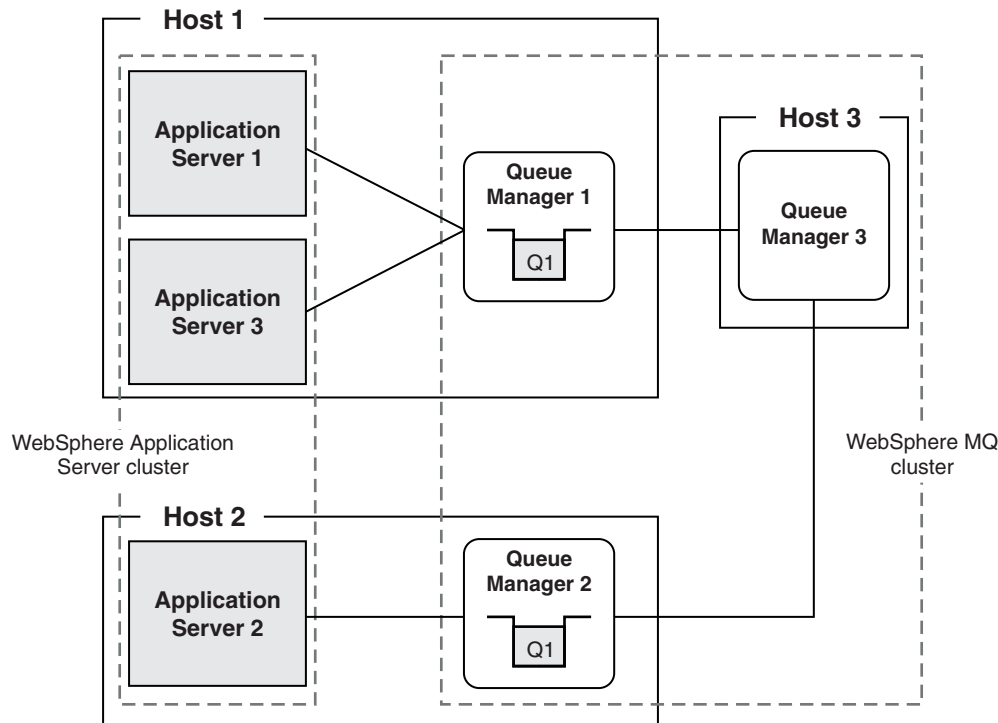 Host 1
Application
Server 1
Application
Server 3
Queue
Manager 1
Q1
Host 3
Queue
Manager 3
WebSphere Application
Server cluster
WebSphere MQ
cluster
Host 2
Application
Server 2
Queue
Manager 2
Q1